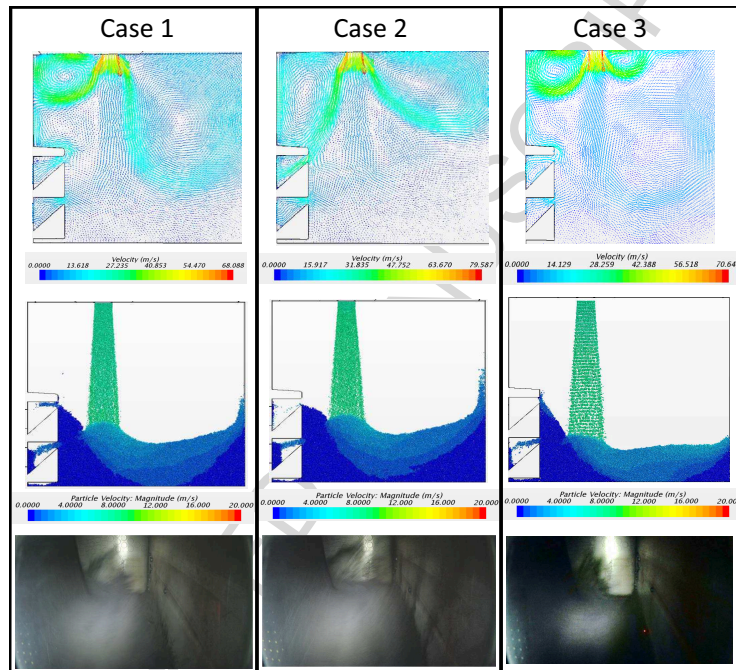 Case 1
Case 2
Case 3
Velocity (m/s)
0.0000 13.618 27.235 40.853 54.470 68.088
Velocity (m/s)
0.0000 15.917 31.835 47.752 63.670 79.587
Velocity (m/s)
0.0000 14.129 28.259 42.388 56.518 70.64
Particle Velocity: Magnitude (m/s)
0.0000 4.0000 8.0000 12.000 16.000 20.000
Particle Velocity: Magnitude (m/s)
0.0000 4.0000 8.0000 12.000 16.000 20.000
Particle Velocity: Magnitude (m/s)
0.0000 4.0000 8.0000 12.000 16.000 20.00